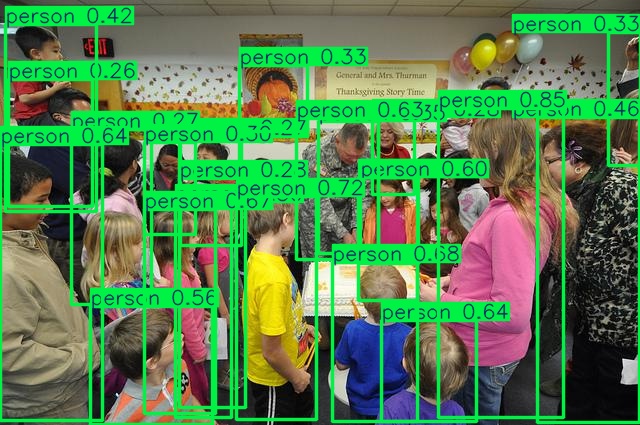 person 0.42
person 0.33
EXIT
person 0.33
person 0.26
General and Mrs. Thurman
Thanksgiving Story Time
person 0.85
person 0.63
person 0.28
person 0.46
person 0.27
person 0.30
person 0.64
person 0.23
person 0.60
person 0.67
person 0.72
person 0.68
person 0.56
person 0.64